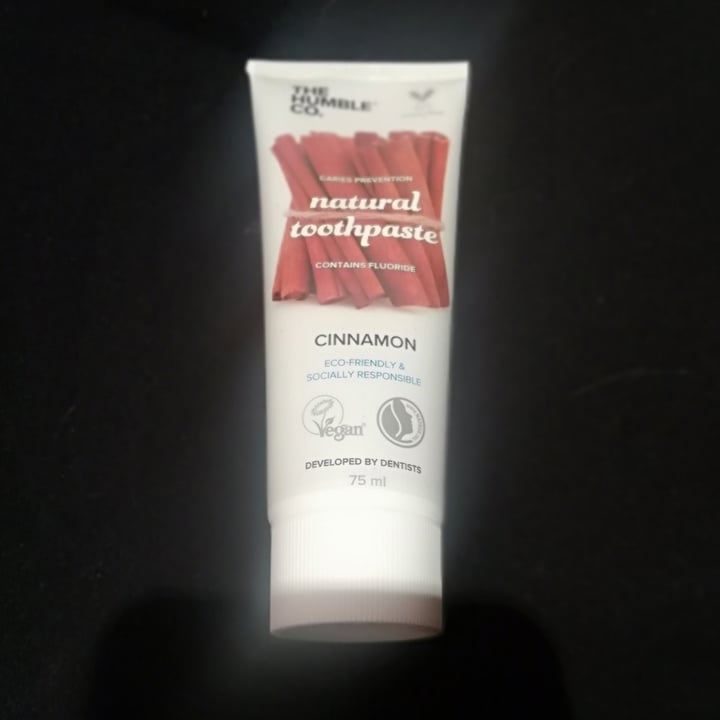 THE
HUMBLE
CO.
CARIES PREVENTION
natural
toothpaste
CONTAINS FLUORIDE
CINNAMON
ECO-FRIENDLY &
SOCIALLY RESPONSIBLE
Vegan
DEVELOPED BY DENTISTS
75 ml